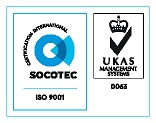 CERTIFICATION INTERNATIONAL
SOCOTEC
ISO 9001
UKAS
MANAGEMENT
SYSTEMS
0063